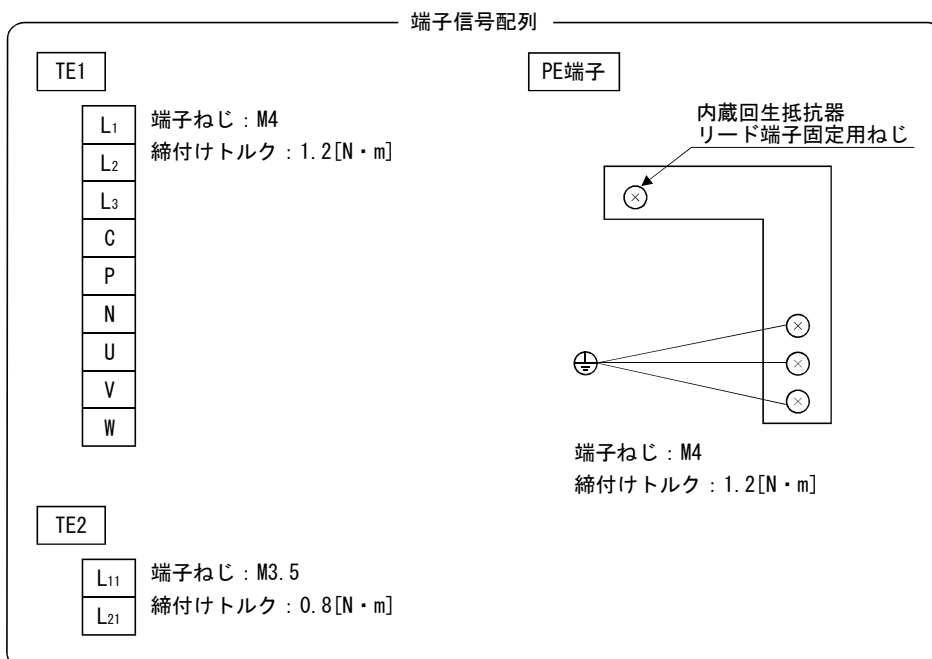 端子信号配列
TE1
L1
L2
L3
C
P
N
U
V
W
端子ねじ：M4
締付けトルク：1.2[N・m]
PE端子
内蔵回生抵抗器
リード端子固定用ねじ
端子ねじ：M4
締付けトルク：1.2[N・m]
TE2
L11
L21
端子ねじ：M3.5
締付けトルク：0.8[N・m]